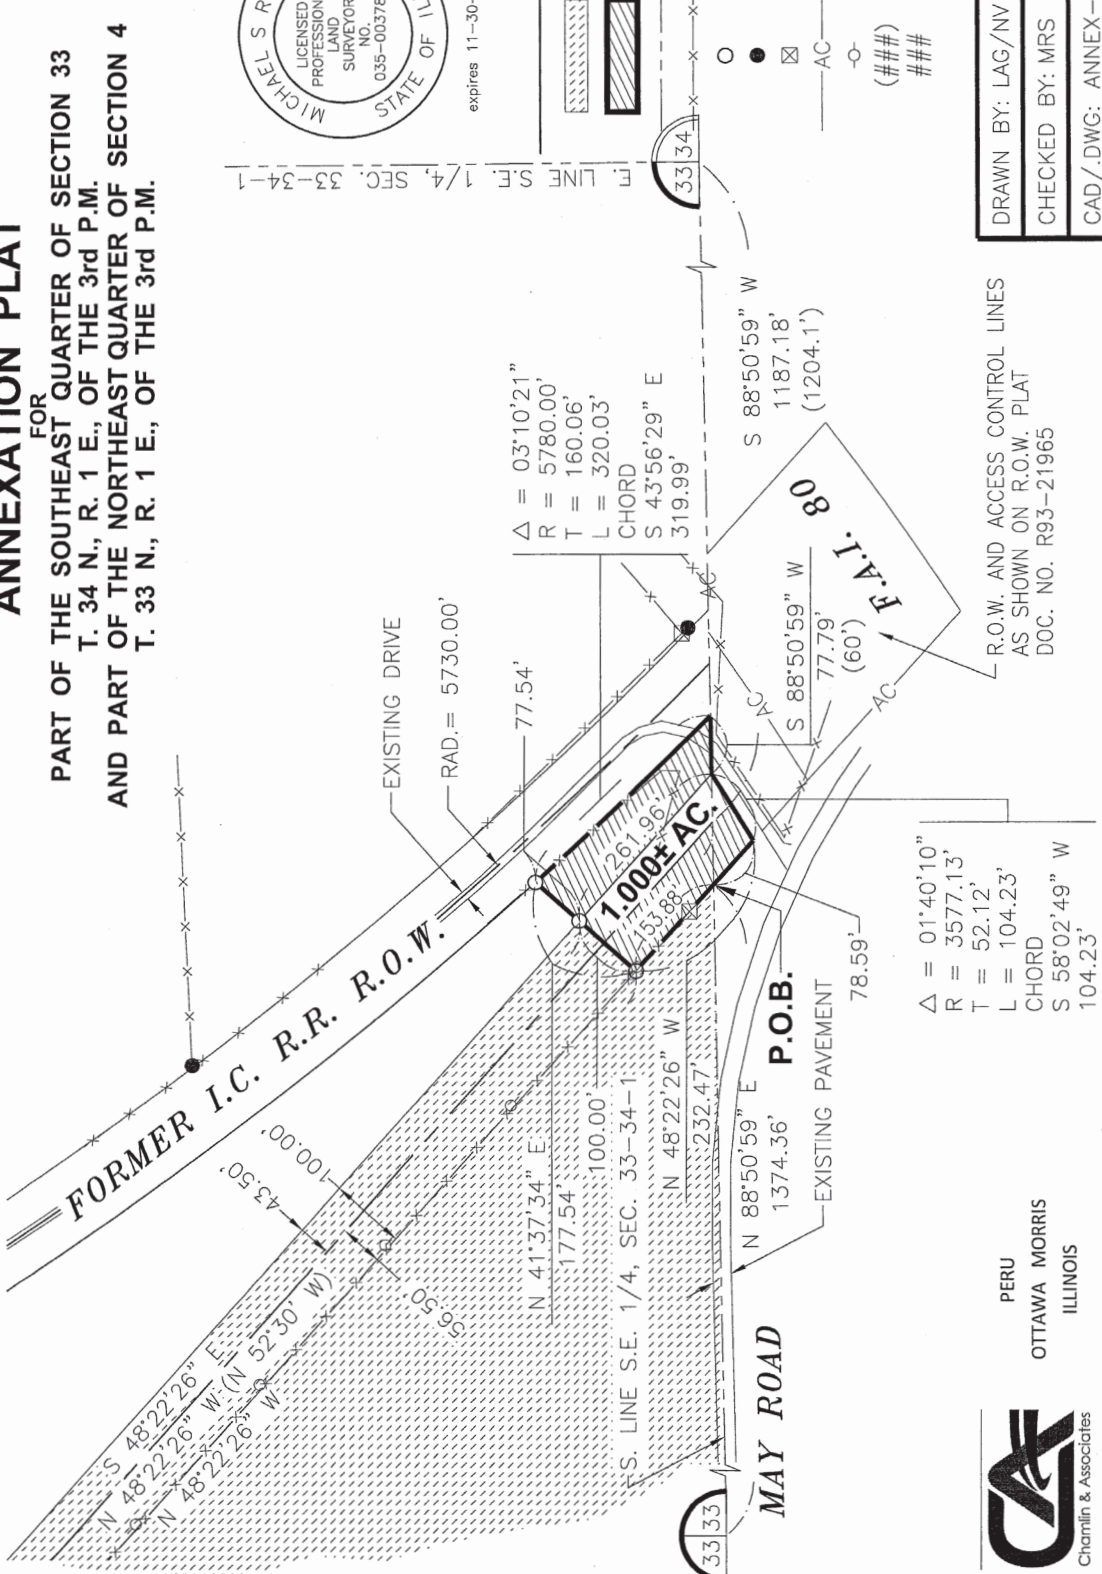 ANNEXATION PLAT
FOR
PART OF THE SOUTHEAST QUARTER OF SECTION 33
T. 34 N., R. 1 E., OF THE 3rd P.M.
AND PART OF THE NORTHEAST QUARTER OF SECTION 4
T. 33 N., R. 1 E., OF THE 3rd P.M.
MICHAEL S R
LICENSED
PROFESSION
LAND
SURVEYOR
NO.
035-00378
STATE OF IL
expires 11-30-
E. LINE S.E. 1/4, SEC. 33-34-1
33 34
AC
(###)
###
DRAWN BY: LAG/NV
CHECKED BY: MRS
CAD/.DWG: ANNEX-
Δ = 03°10'21"
R = 5780.00'
T = 160.06'
L = 320.03'
CHORD
S 43°56'29" E
319.99'
S 88°50'59" W
1187.18'
(1204.1')
EXISTING DRIVE
RAD.= 5730.00'
77.54'
AC
F.A.I. 80
S 88°50'59" W
77.79'
(60')
AC
AC
R.O.W. AND ACCESS CONTROL LINES
AS SHOWN ON R.O.W. PLAT
DOC. NO. R93-21965
FORMER I.C. R.R. R.O.W.
261.96'
1.000± AC.
153.88'
43.50'
100.00'
56.50'
S 48°22'26" E
N 48°22'26" W (N 52°30' W)
N 48°22'26" W
N 41°37'34" E
177.54'
100.00'
S. LINE S.E. 1/4, SEC. 33-34-1
N 48°22'26" W
232.47'
N 88°50'59" E
1374.36'
P.O.B.
EXISTING PAVEMENT
78.59'
Δ = 01°40'10"
R = 3577.13'
T = 52.12'
L = 104.23'
CHORD
S 58°02'49" W
104.23'
33 33
MAY ROAD
Chamlin & Associates
PERU
OTTAWA MORRIS
ILLINOIS